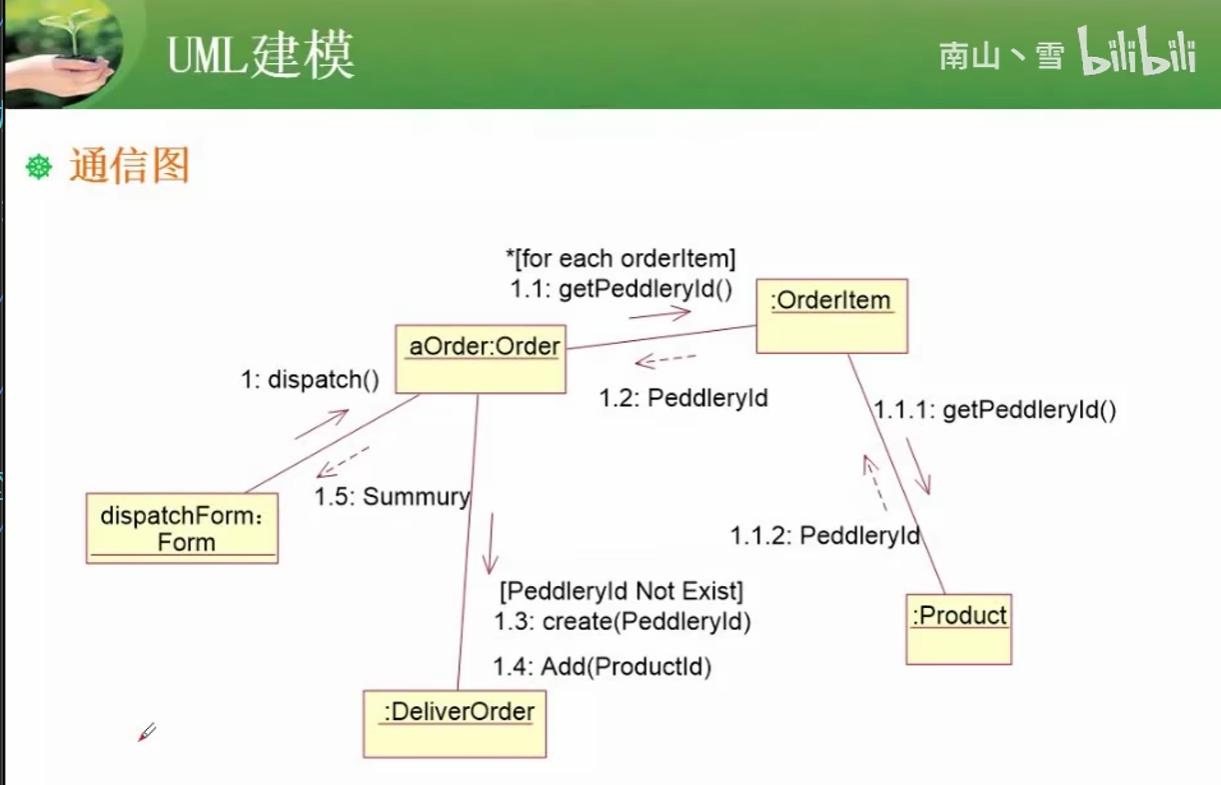 UML建模
南山丶雪 bilibili
通信图
*[for each orderItem]
1.1: getPeddleryId()
:OrderItem
aOrder:Order
1: dispatch()
1.2: PeddleryId
1.1.1: getPeddleryId()
1.5: Summury
dispatchForm:
Form
1.1.2: PeddleryId
[PeddleryId Not Exist]
1.3: create(PeddleryId)
:Product
1.4: Add(ProductId)
:DeliverOrder